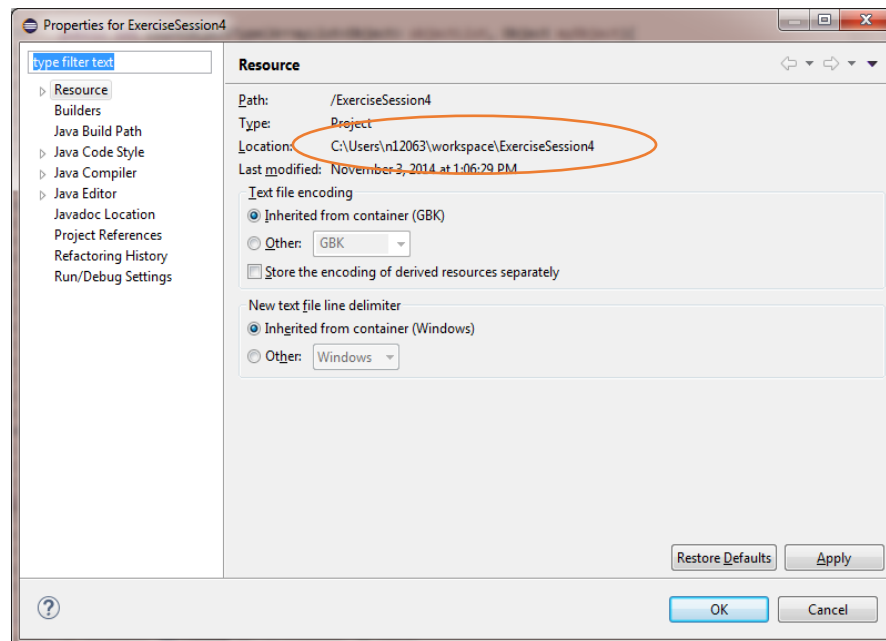 Properties for ExerciseSession4
type filter text
Resource
Builders
Java Build Path
Java Code Style
Java Compiler
Java Editor
Javadoc Location
Project References
Refactoring History
Run/Debug Settings
Resource
Path: /ExerciseSession4
Type: Project
Location: C:\Users\n12063\workspace\ExerciseSession4
Last modified: November 3, 2014 at 1:06:29 PM
Text file encoding
Inherited from container (GBK)
Other: GBK
Store the encoding of derived resources separately
New text file line delimiter
Inherited from container (Windows)
Other: Windows
Restore Defaults Apply
OK Cancel